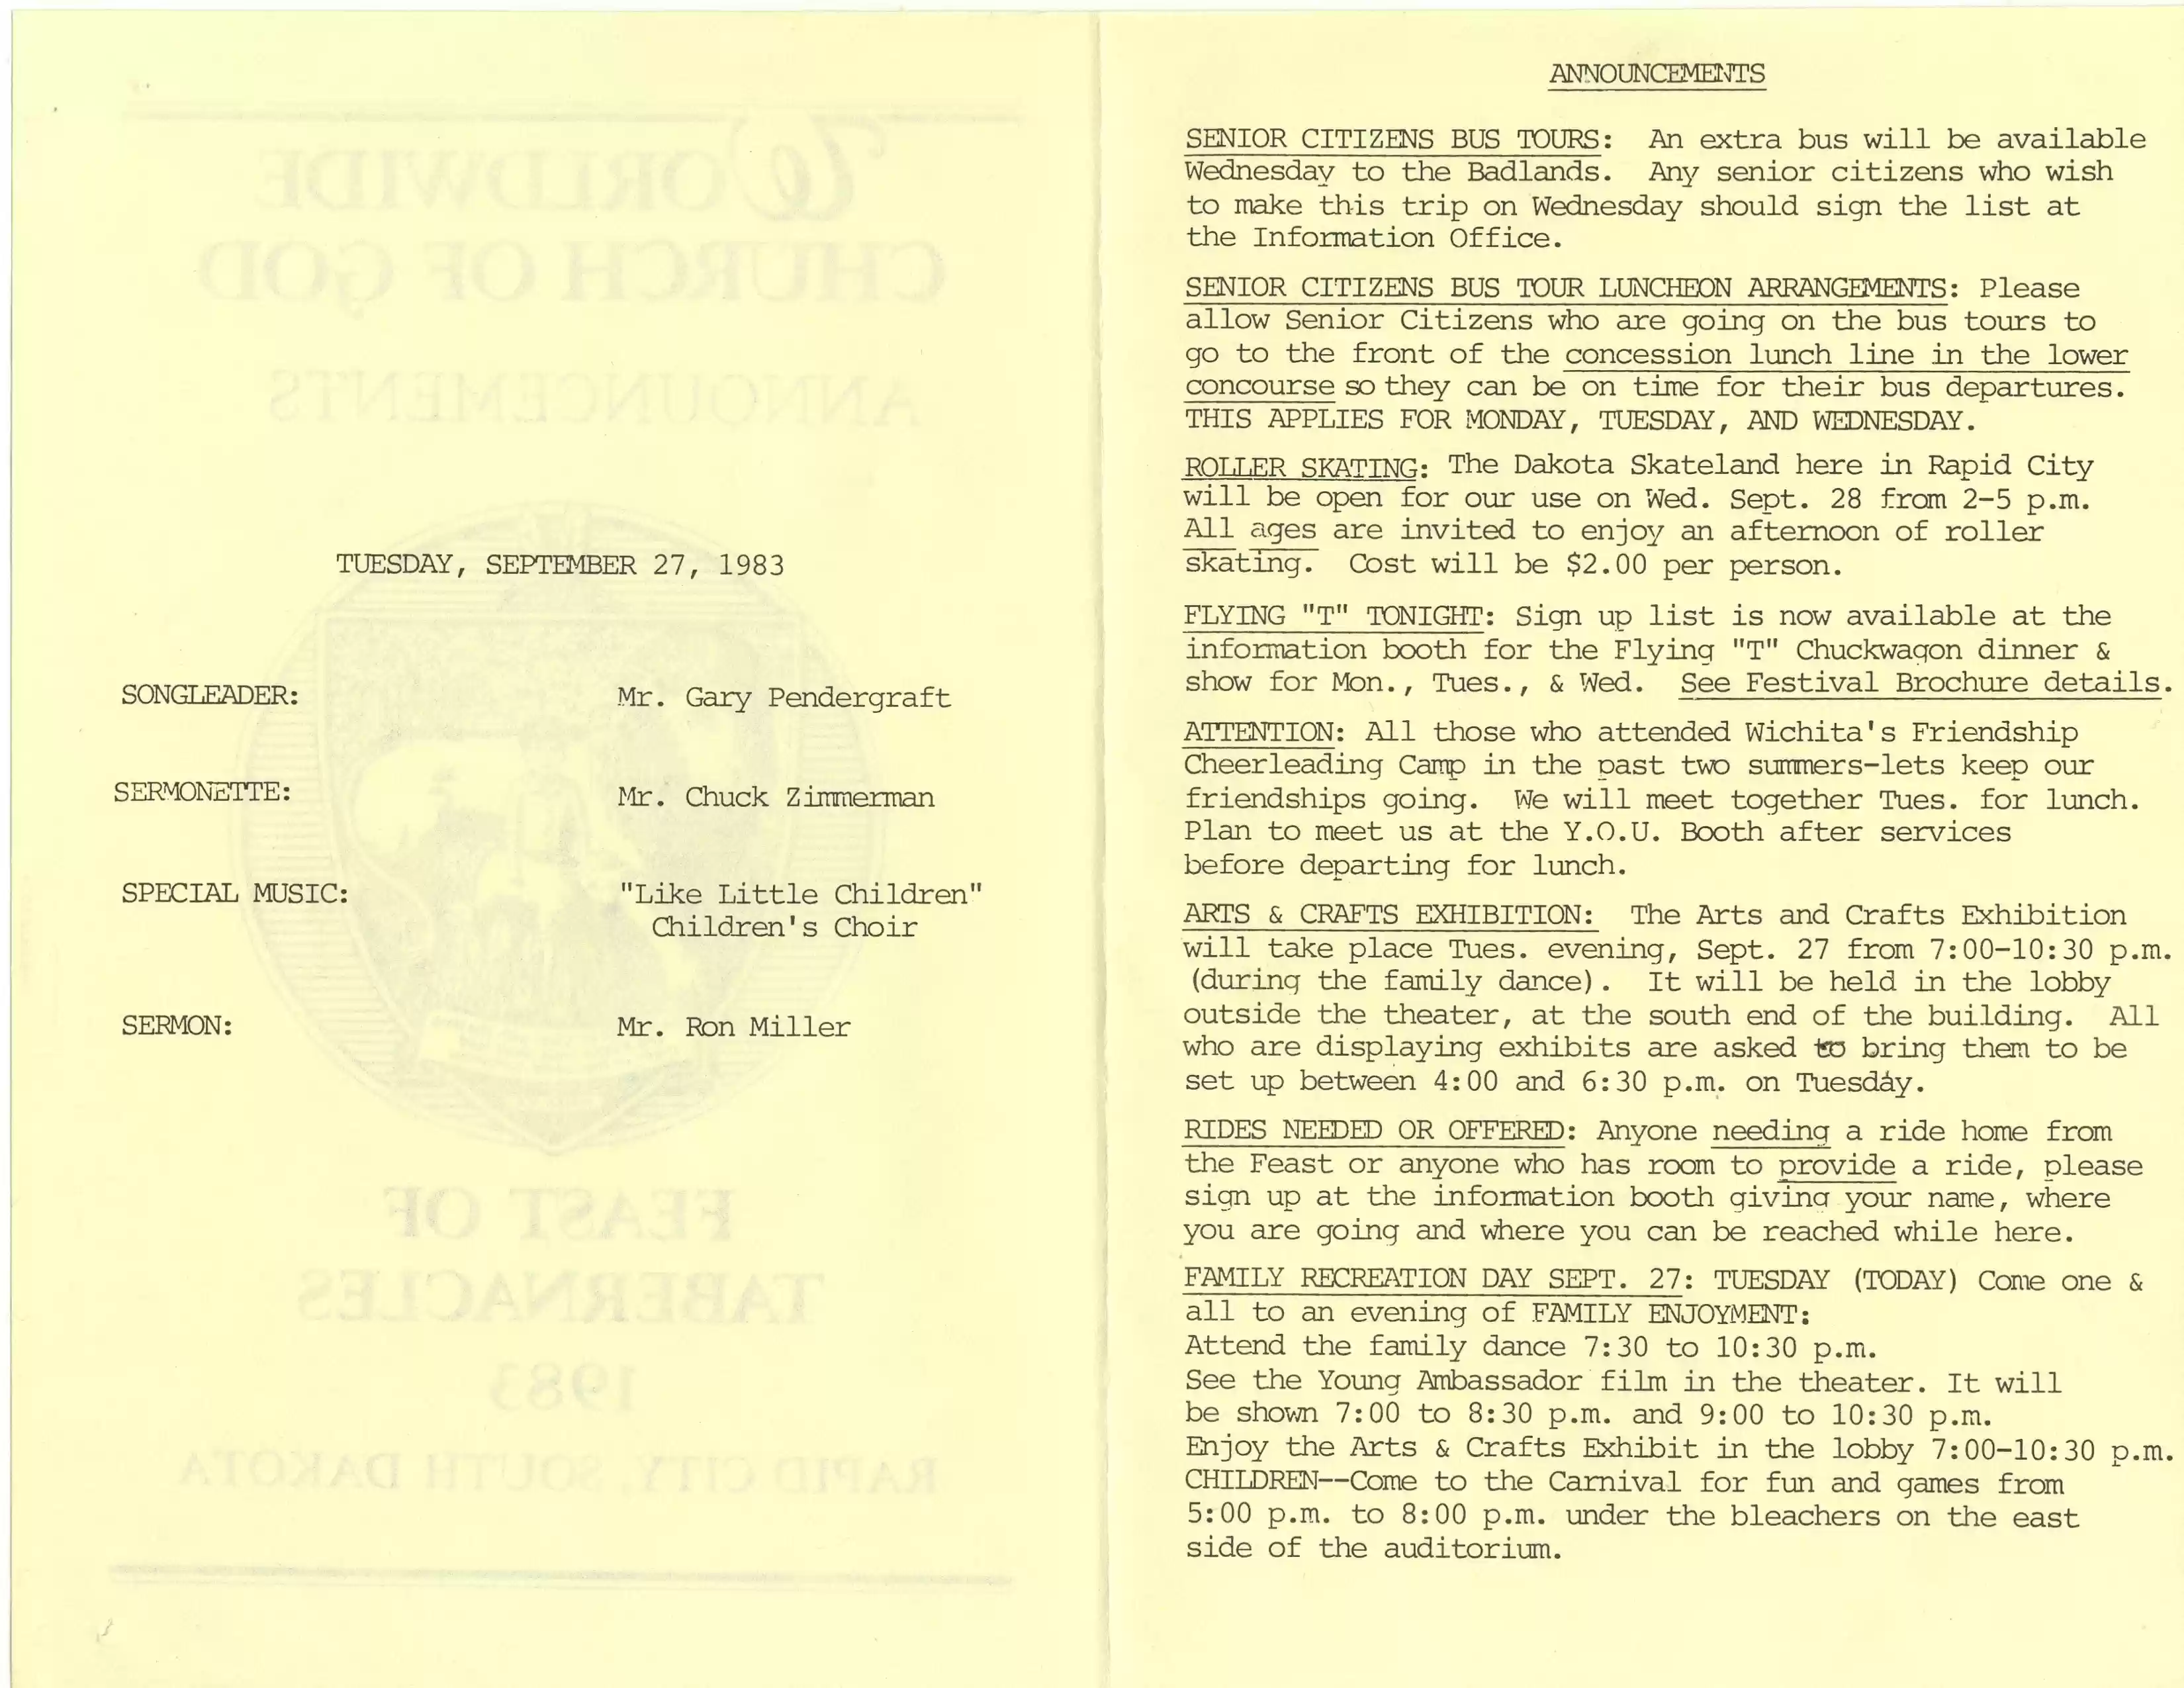 TUESDAY, SEPTEMBER 27, 1983
SONGLEADER: Mr. Gary Pendergraft
SERMONETTE: Mr. Chuck Zimmerman
SPECIAL MUSIC: "Like Little Children"
Children's Choir
SERMON: Mr. Ron Miller
WORLDWIDE
CHURCH OF GOD
ANNOUNCEMENTS
FEAST OF
TABERNACLES
1983
RAPID CITY, SOUTH DAKOTA
ANNOUNCEMENTS
SENIOR CITIZENS BUS TOURS: An extra bus will be available
Wednesday to the Badlands. Any senior citizens who wish
to make this trip on Wednesday should sign the list at
the Information Office.
SENIOR CITIZENS BUS TOUR LUNCHEON ARRANGEMENTS: Please
allow Senior Citizens who are going on the bus tours to
go to the front of the concession lunch line in the lower
concourse so they can be on time for their bus departures.
THIS APPLIES FOR MONDAY, TUESDAY, AND WEDNESDAY.
ROLLER SKATING: The Dakota Skateland here in Rapid City
will be open for our use on Wed. Sept. 28 from 2-5 p.m.
All ages are invited to enjoy an afternoon of roller
skating. Cost will be $2.00 per person.
FLYING "T" TONIGHT: Sign up list is now available at the
information booth for the Flying "T" Chuckwagon dinner &
show for Mon., Tues., & Wed. See Festival Brochure details.
ATTENTION: All those who attended Wichita's Friendship
Cheerleading Camp in the past two summers-lets keep our
friendships going. We will meet together Tues. for lunch.
Plan to meet us at the Y.O.U. Booth after services
before departing for lunch.
ARTS & CRAFTS EXHIBITION: The Arts and Crafts Exhibition
will take place Tues. evening, Sept. 27 from 7:00-10:30 p.m.
(during the family dance). It will be held in the lobby
outside the theater, at the south end of the building. All
who are displaying exhibits are asked to bring them to be
set up between 4:00 and 6:30 p.m. on Tuesday.
RIDES NEEDED OR OFFERED: Anyone needing a ride home from
the Feast or anyone who has room to provide a ride, please
sign up at the information booth giving your name, where
you are going and where you can be reached while here.
FAMILY RECREATION DAY SEPT. 27: TUESDAY (TODAY) Come one &
all to an evening of FAMILY ENJOYMENT:
Attend the family dance 7:30 to 10:30 p.m.
See the Young Ambassador film in the theater. It will
be shown 7:00 to 8:30 p.m. and 9:00 to 10:30 p.m.
Enjoy the Arts & Crafts Exhibit in the lobby 7:00-10:30 p.m.
CHILDREN--Come to the Carnival for fun and games from
5:00 p.m. to 8:00 p.m. under the bleachers on the east
side of the auditorium.